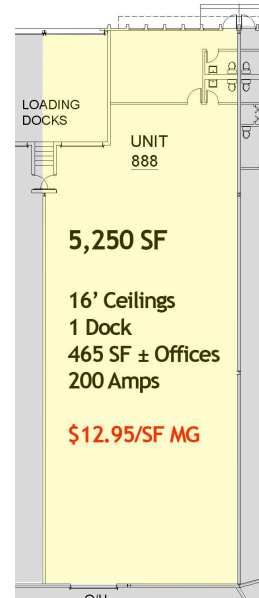 LOADING
DOCKS
UNIT
888
5,250 SF
16’ Ceilings
1 Dock
465 SF ± Offices
200 Amps
$12.95/SF MG